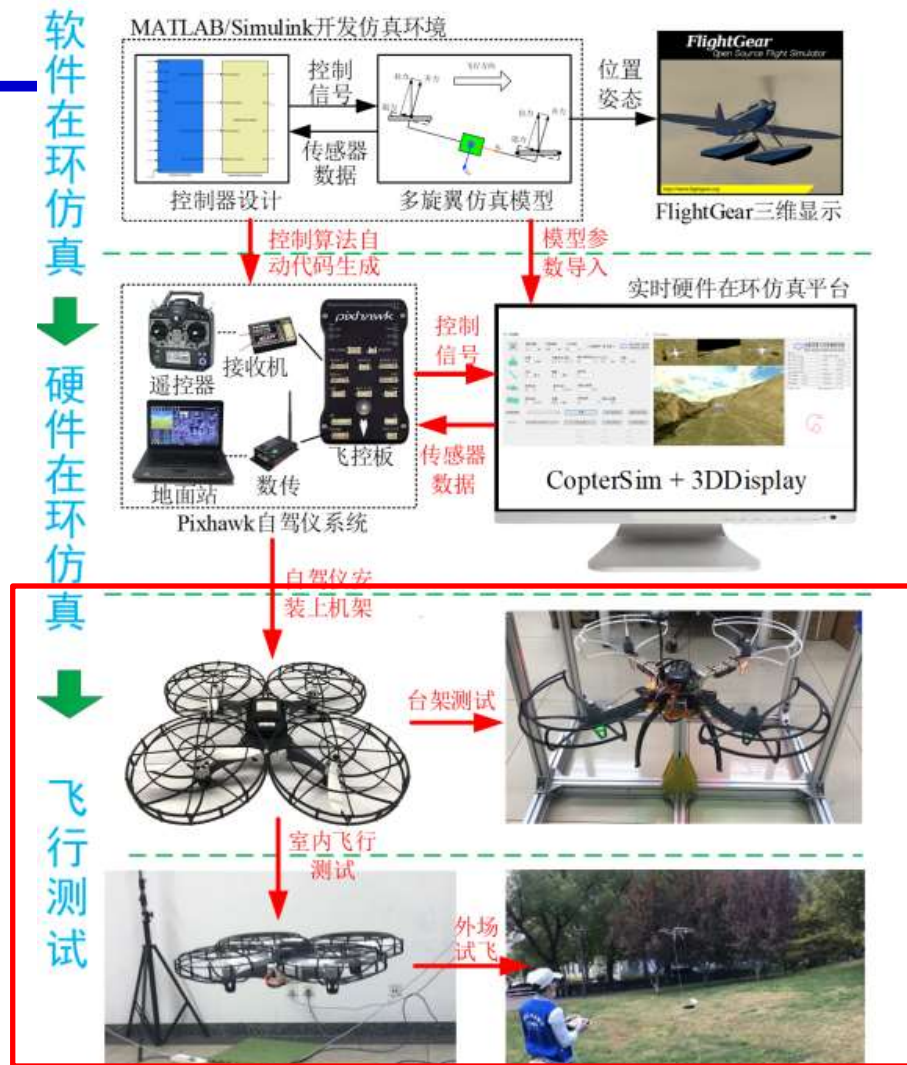 软件在环仿真
硬件在环仿真
飞行测试
MATLAB/Simulink开发仿真环境
控制
信号
传感器
数据
飞行方向
控制器设计
多旋翼仿真模型
位置
姿态
FlightGear
Open Source Flight Simulator
http://www.flightgear.org
FlightGear三维显示
控制算法自
动代码生成
模型参
数导入
实时硬件在环仿真平台
遥控器
接收机
pixhawk
地面站
数传
飞控板
Pixhawk自驾仪系统
控制
信号
传感器
数据
CopterSim + 3DDisplay
自驾仪安
装上机架
台架测试
室内飞行
测试
外场
试飞